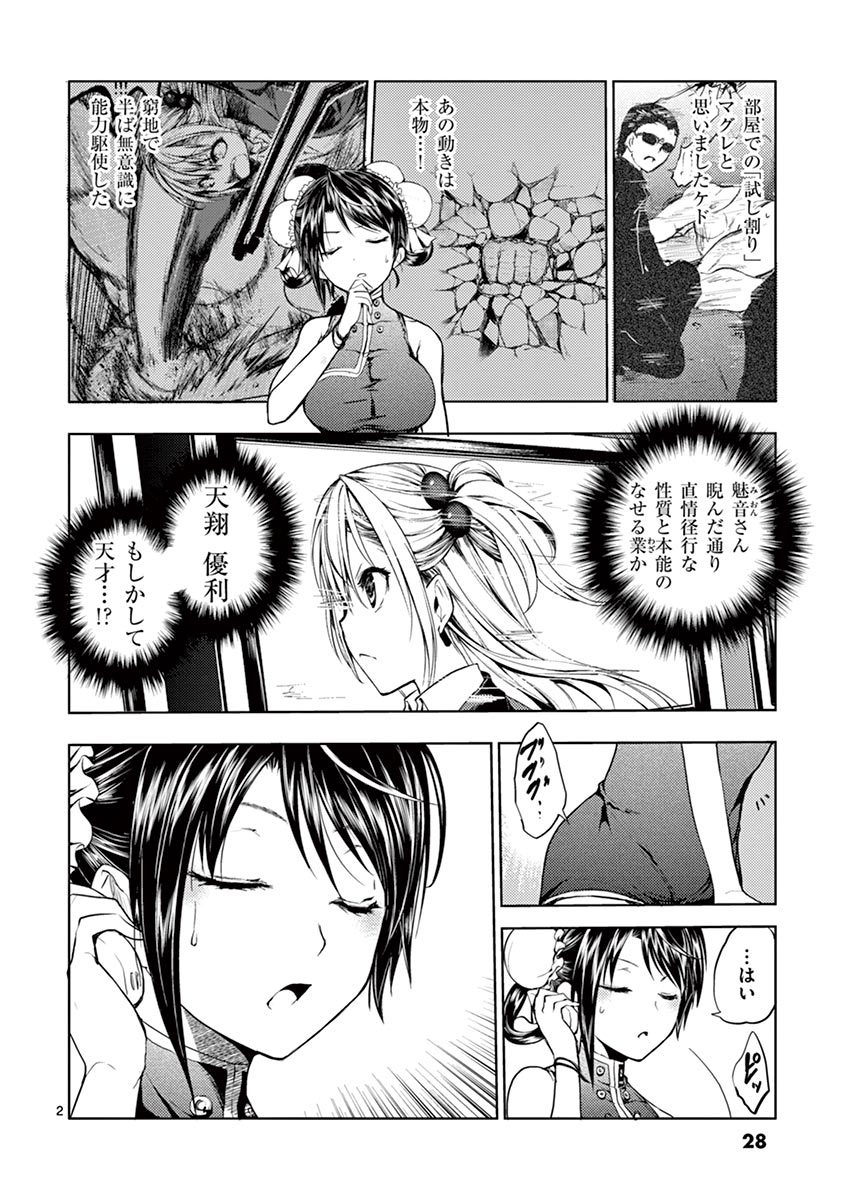 部屋での「試し割り」
マグレと
思いましたケド
あの動きは
本物…!
窮地で
半ば無意識に
能力駆使した
!!!
魅音さん
睨んだ通り
直情径行な
性質と本能の
なせる業か
天翔 優利
もしかして
天才…!?
ブーッブーッ
…はい
ピッ
2
28